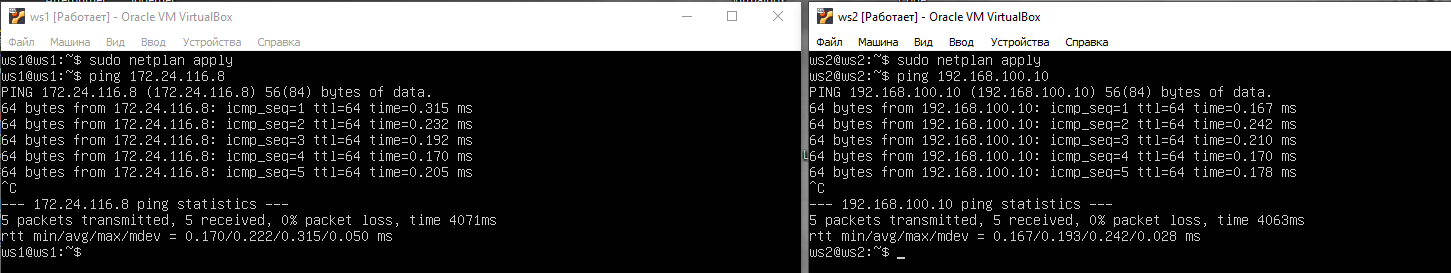 ws1 [Работает] - Oracle VM VirtualBox
Файл Машина Вид Ввод Устройства Справка
ws1@ws1:~$ sudo netplan apply
ws1@ws1:~$ ping 172.24.116.8
PING 172.24.116.8 (172.24.116.8) 56(84) bytes of data.
64 bytes from 172.24.116.8: icmp_seq=1 ttl=64 time=0.315 ms
64 bytes from 172.24.116.8: icmp_seq=2 ttl=64 time=0.232 ms
64 bytes from 172.24.116.8: icmp_seq=3 ttl=64 time=0.192 ms
64 bytes from 172.24.116.8: icmp_seq=4 ttl=64 time=0.170 ms
64 bytes from 172.24.116.8: icmp_seq=5 ttl=64 time=0.205 ms
^C
--- 172.24.116.8 ping statistics ---
5 packets transmitted, 5 received, 0% packet loss, time 4071ms
rtt min/avg/max/mdev = 0.170/0.222/0.315/0.050 ms
ws1@ws1:~$
ws2 [Работает] - Oracle VM VirtualBox
Файл Машина Вид Ввод Устройства Справка
ws2@ws2:~$ sudo netplan apply
ws2@ws2:~$ ping 192.168.100.10
PING 192.168.100.10 (192.168.100.10) 56(84) bytes of data.
64 bytes from 192.168.100.10: icmp_seq=1 ttl=64 time=0.167 ms
64 bytes from 192.168.100.10: icmp_seq=2 ttl=64 time=0.242 ms
64 bytes from 192.168.100.10: icmp_seq=3 ttl=64 time=0.210 ms
64 bytes from 192.168.100.10: icmp_seq=4 ttl=64 time=0.170 ms
64 bytes from 192.168.100.10: icmp_seq=5 ttl=64 time=0.178 ms
^C
--- 192.168.100.10 ping statistics ---
5 packets transmitted, 5 received, 0% packet loss, time 4063ms
rtt min/avg/max/mdev = 0.167/0.193/0.242/0.028 ms
ws2@ws2:~$ _